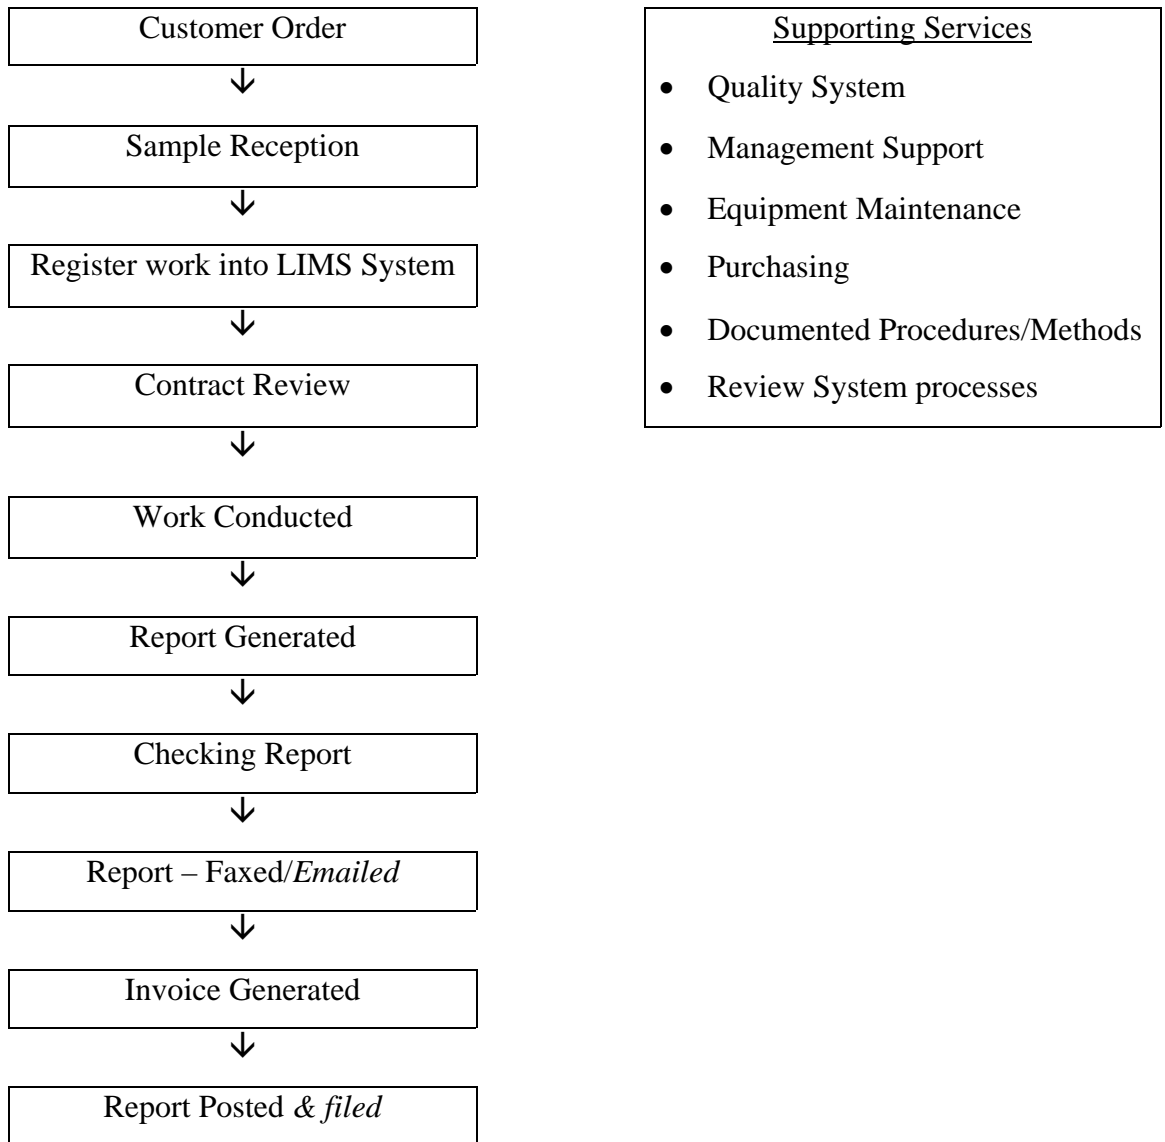 Customer Order
Sample Reception
Register work into LIMS System
Contract Review
Work Conducted
Report Generated
Checking Report
Report – Faxed/Emailed
Invoice Generated
Report Posted & filed
Supporting Services
• Quality System
• Management Support
• Equipment Maintenance
• Purchasing
• Documented Procedures/Methods
• Review System processes